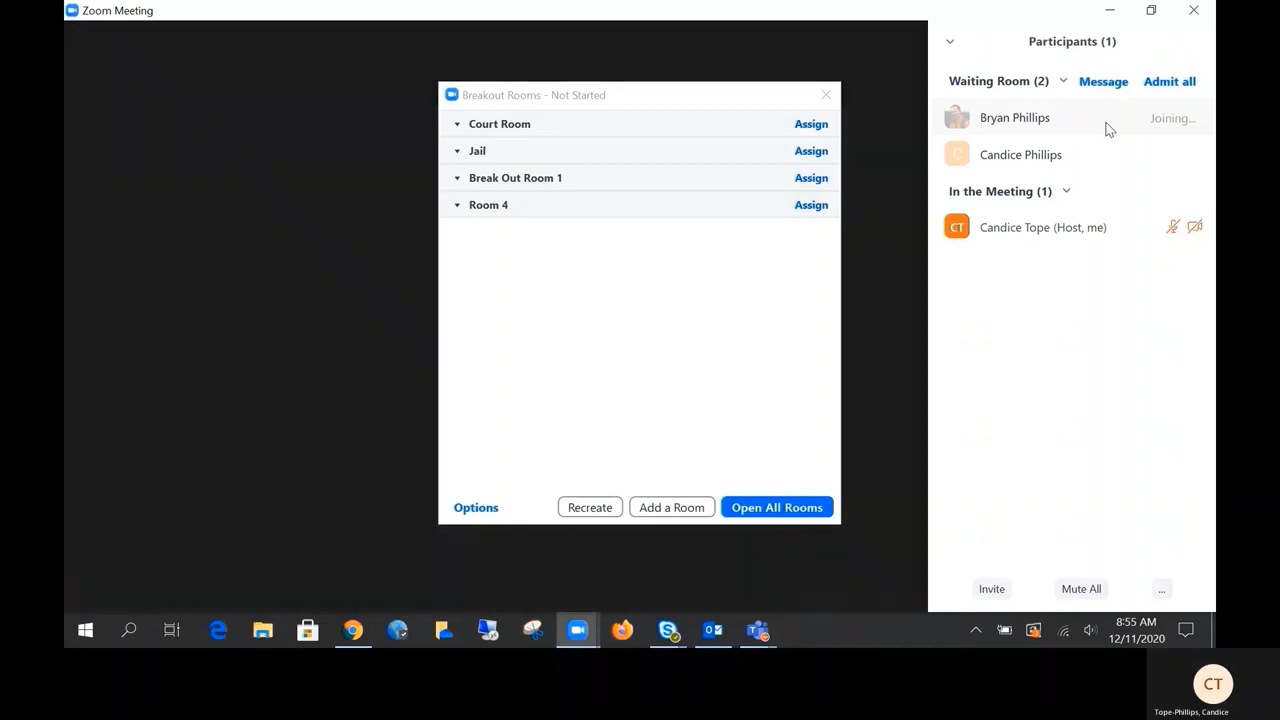 Zoom Meeting
Participants (1)
Waiting Room (2) Message Admit all
Bryan Phillips Joining...
C Candice Phillips
In the Meeting (1)
CT Candice Tope (Host, me)
Breakout Rooms - Not Started
Court Room Assign
Jail Assign
Break Out Room 1 Assign
Room 4 Assign
Options Recreate Add a Room Open All Rooms
Invite Mute All ...
8:55 AM
12/11/2020
CT
Tope-Phillips, Candice